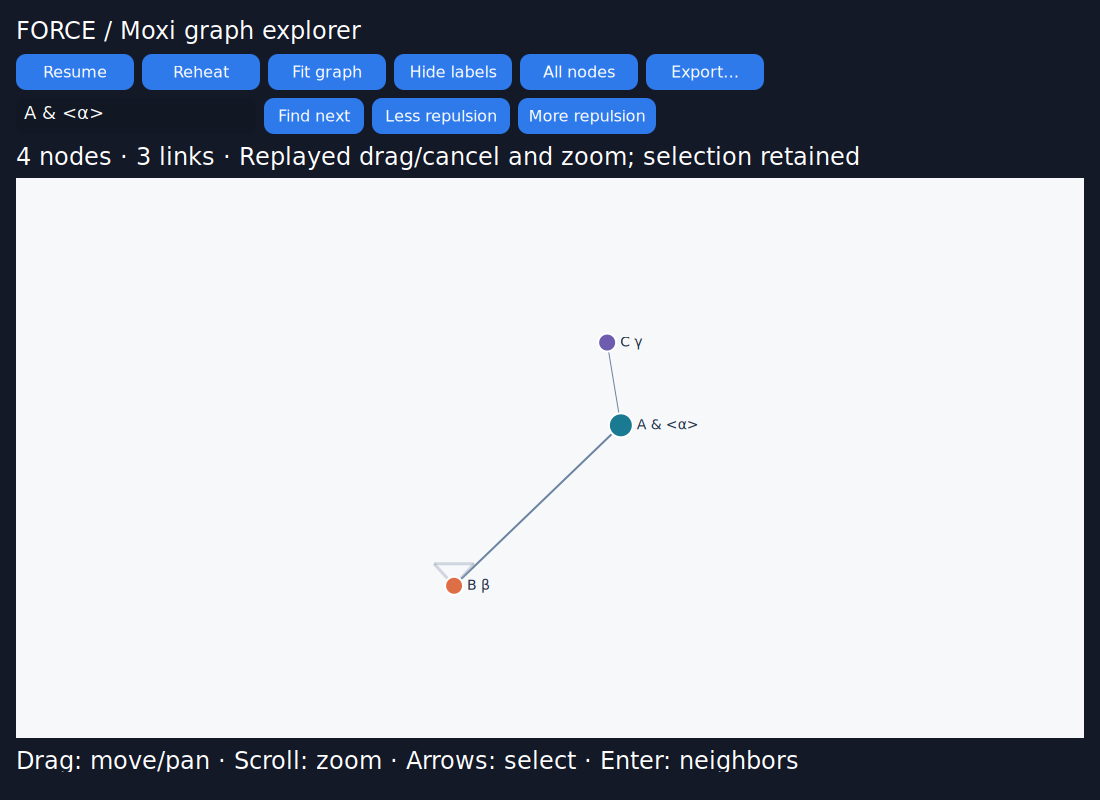 FORCE / Moxi graph explorer
Resume Reheat Fit graph Hide labels All nodes Export...
A & <α> Find next Less repulsion More repulsion
4 nodes · 3 links · Replayed drag/cancel and zoom; selection retained
C γ
A & <α>
B β
Drag: move/pan · Scroll: zoom · Arrows: select · Enter: neighbors